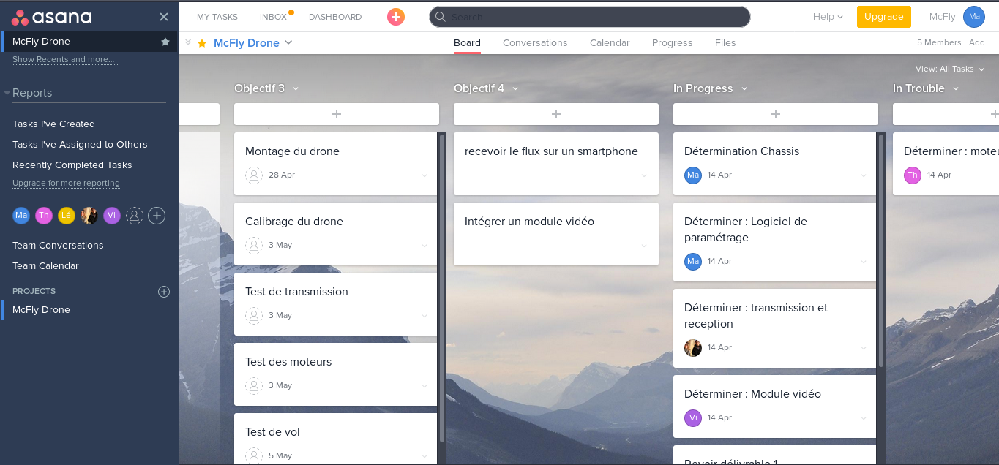 asana
McFly Drone
Show Recents and more...
Reports
Tasks I've Created
Tasks I've Assigned to Others
Recently Completed Tasks
Upgrade for more reporting
Ma Th Lé Vi
Team Conversations
Team Calendar
PROJECTS
McFly Drone
MY TASKS INBOX DASHBOARD Search Help Upgrade McFly Ma
McFly Drone Board Conversations Calendar Progress Files 5 Members Add
View: All Tasks
Objectif 3
Montage du drone
28 Apr
Calibrage du drone
3 May
Test de transmission
3 May
Test des moteurs
3 May
Test de vol
5 May
Objectif 4
recevoir le flux sur un smartphone
Intégrer un module vidéo
In Progress
Détermination Chassis
Ma 14 Apr
Déterminer : Logiciel de
paramétrage
Ma 14 Apr
Déterminer : transmission et
reception
14 Apr
Déterminer : Module vidéo
Vi 14 Apr
Revoir délivrable 1
In Trouble
Déterminer : moteu
Th 14 Apr